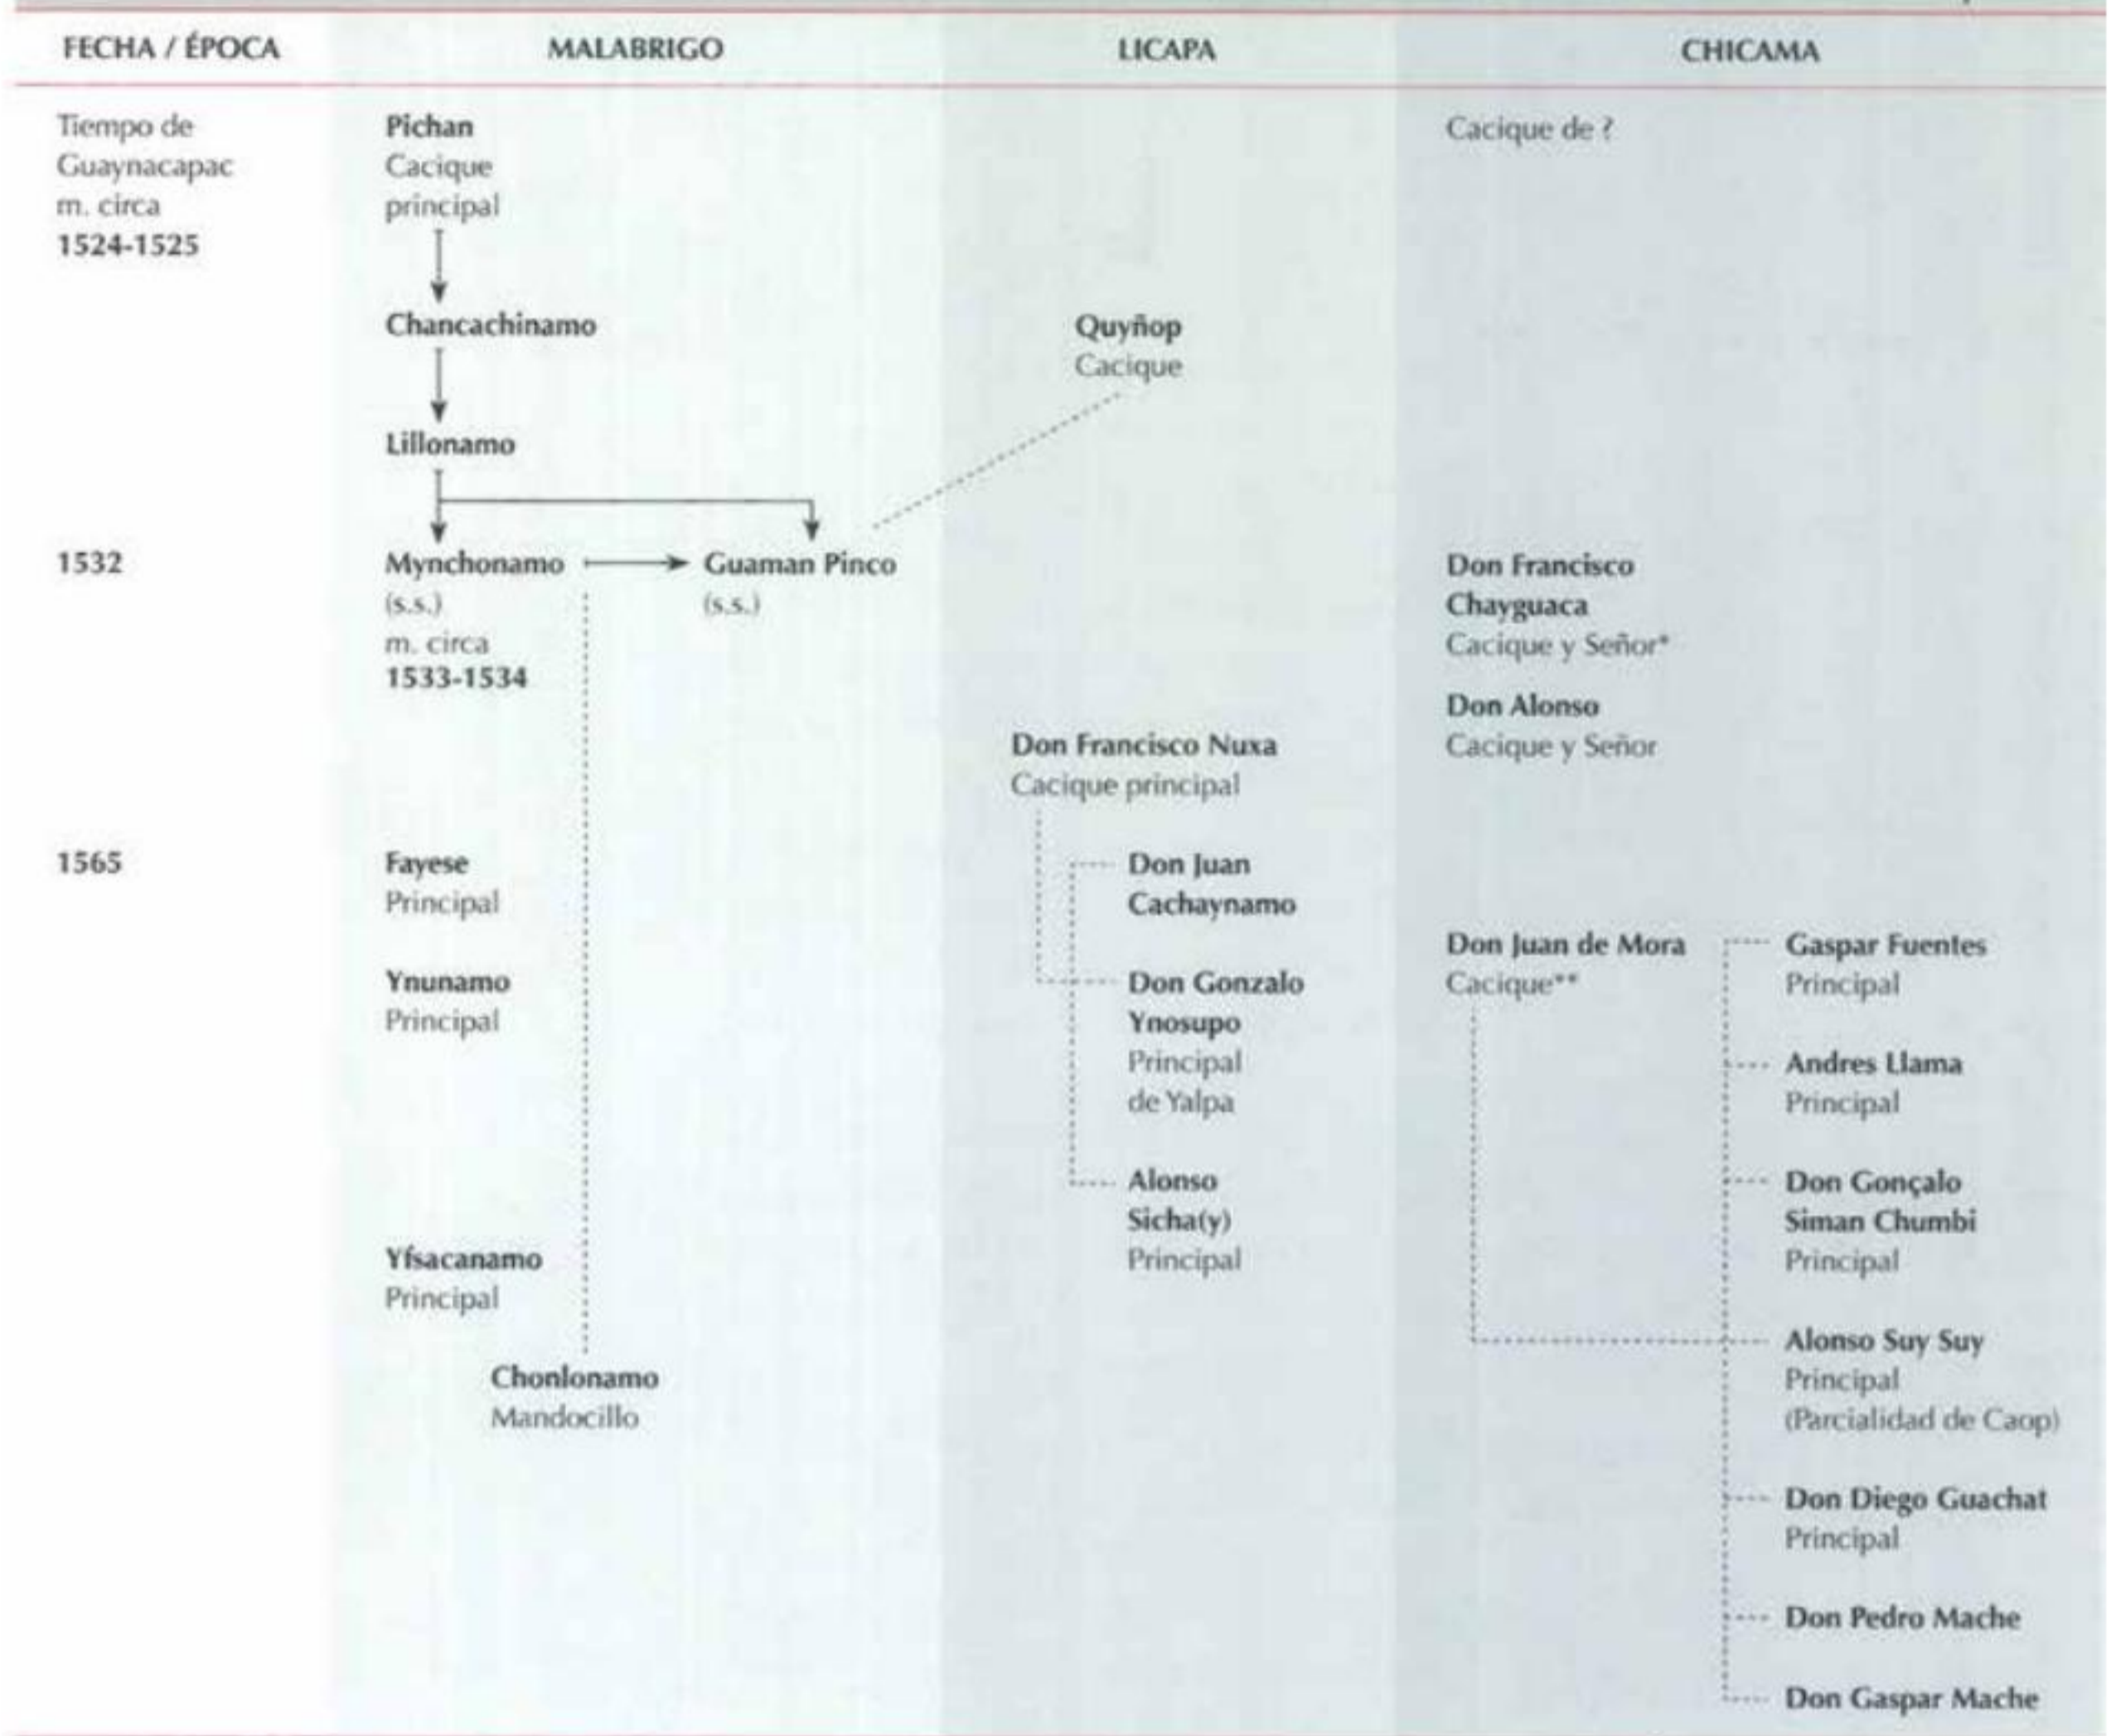 FECHA / ÉPOCA
MALABRIGO
LICAPA
CHICAMA
Tiempo de
Guaynacapac
m. circa
1524-1525
Pichan
Cacique
principal
Cacique de ?
Chancachinamo
Quyñop
Cacique
Lillonamo
1532
Mynchonamo
(s.s.)
m. circa
1533-1534
Guaman Pinco
(s.s.)
Don Francisco
Chayguaca
Cacique y Señor*
Don Alonso
Cacique y Señor
Don Francisco Nuxa
Cacique principal
1565
Fayese
Principal
Ynunamo
Principal
Yfsacanamo
Principal
Chonlonamo
Mandocillo
Don Juan
Cachaynamo
Don Gonzalo
Ynosupo
Principal
de Yalpa
Alonso
Sicha(y)
Principal
Don Juan de Mora
Cacique**
Gaspar Fuentes
Principal
Andres Llama
Principal
Don Gonçalo
Siman Chumbi
Principal
Alonso Suy Suy
Principal
(Parcialidad de Caop)
Don Diego Guachat
Principal
Don Pedro Mache
Don Gaspar Mache